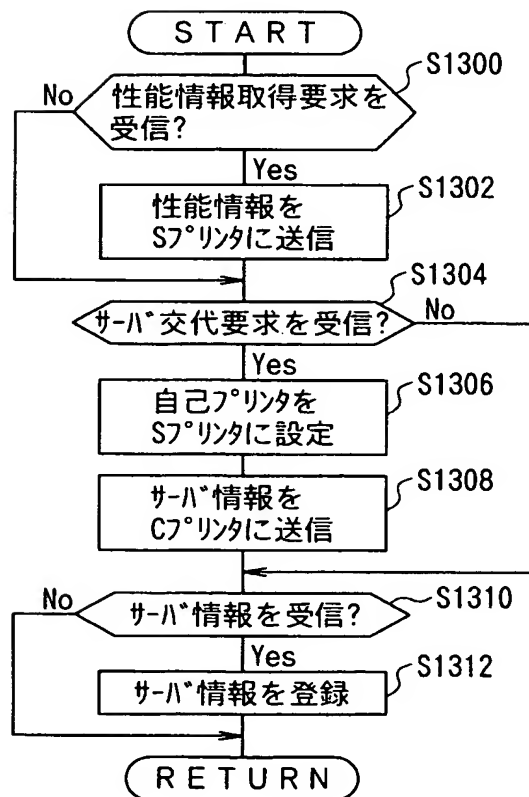 START
S1300
No
性能情報取得要求を
受信?
Yes
S1302
性能情報を
Sプリンタに送信
S1304
サーバ交代要求を受信?
No
Yes
S1306
自己プリンタを
Sプリンタに設定
S1308
サーバ情報を
Cプリンタに送信
No
S1310
サーバ情報を受信?
Yes
S1312
サーバ情報を登録
RETURN